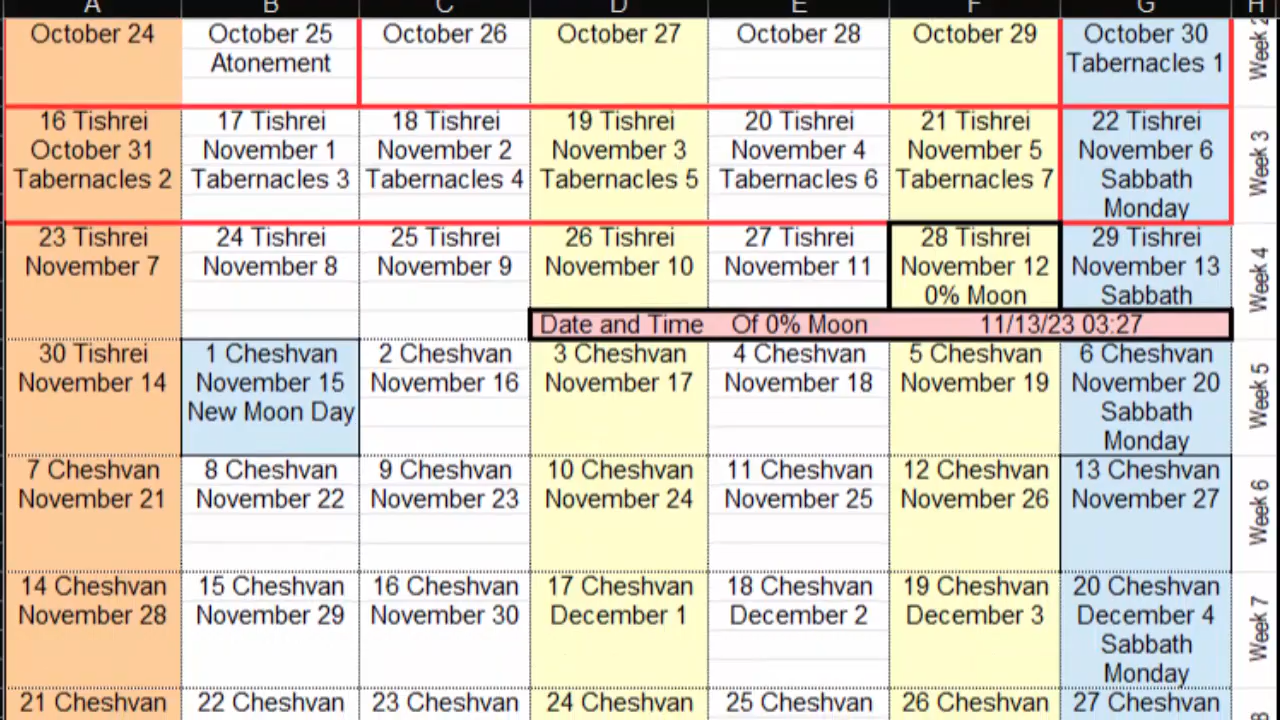 A B C D E F G H
October 24 October 25 October 26 October 27 October 28 October 29 October 30 Week 2
Atonement Tabernacles 1
16 Tishrei 17 Tishrei 18 Tishrei 19 Tishrei 20 Tishrei 21 Tishrei 22 Tishrei Week 3
October 31 November 1 November 2 November 3 November 4 November 5 November 6
Tabernacles 2 Tabernacles 3 Tabernacles 4 Tabernacles 5 Tabernacles 6 Tabernacles 7 Sabbath
Monday
23 Tishrei 24 Tishrei 25 Tishrei 26 Tishrei 27 Tishrei 28 Tishrei 29 Tishrei Week 4
November 7 November 8 November 9 November 10 November 11 November 12 November 13
0% Moon Sabbath
Date and Time Of 0% Moon 11/13/23 03:27
30 Tishrei 1 Cheshvan 2 Cheshvan 3 Cheshvan 4 Cheshvan 5 Cheshvan 6 Cheshvan Week 5
November 14 November 15 November 16 November 17 November 18 November 19 November 20
New Moon Day Sabbath
Monday
7 Cheshvan 8 Cheshvan 9 Cheshvan 10 Cheshvan 11 Cheshvan 12 Cheshvan 13 Cheshvan Week 6
November 21 November 22 November 23 November 24 November 25 November 26 November 27
14 Cheshvan 15 Cheshvan 16 Cheshvan 17 Cheshvan 18 Cheshvan 19 Cheshvan 20 Cheshvan Week 7
November 28 November 29 November 30 December 1 December 2 December 3 December 4
Sabbath
Monday
21 Cheshvan 22 Cheshvan 23 Cheshvan 24 Cheshvan 25 Cheshvan 26 Cheshvan 27 Cheshvan